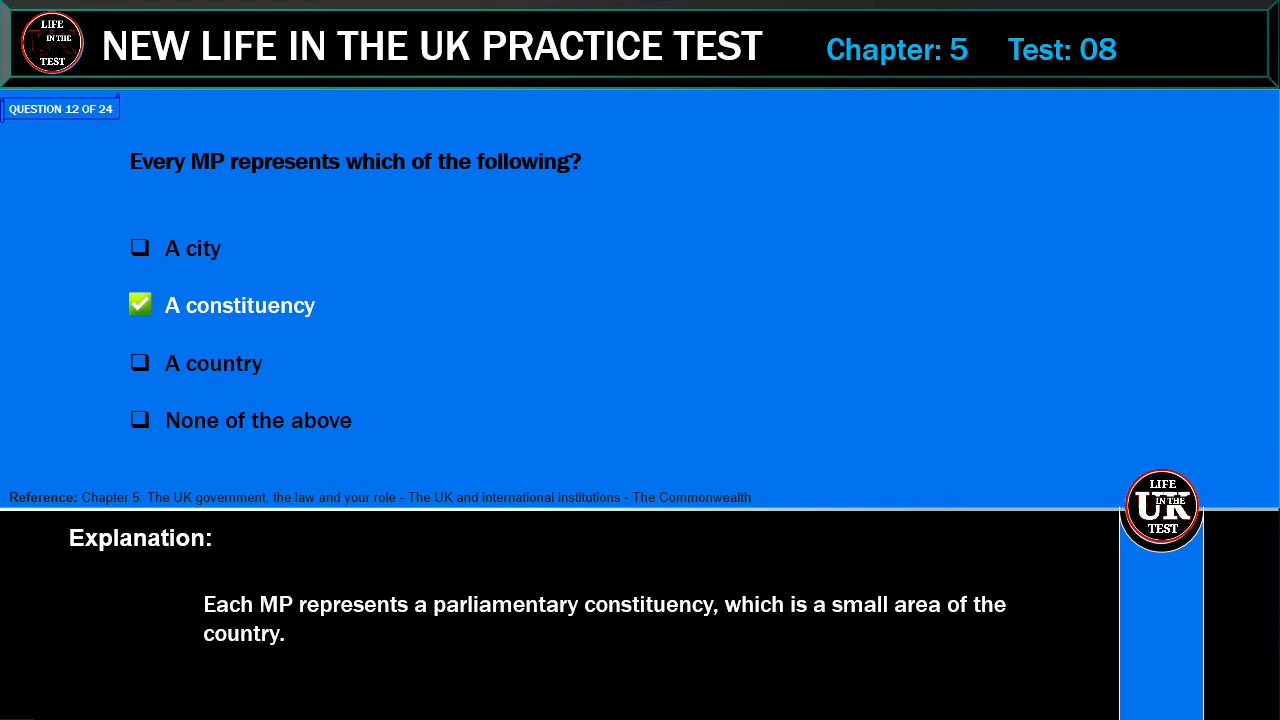 LIFE
IN THE
UK
TEST
NEW LIFE IN THE UK PRACTICE TEST
Chapter: 5 Test: 08
QUESTION 12 OF 24
Every MP represents which of the following?
A city
A constituency
A country
None of the above
Reference: Chapter 5: The UK government, the law and your role - The UK and international institutions - The Commonwealth
LIFE
IN THE
UK
TEST
Explanation:
Each MP represents a parliamentary constituency, which is a small area of the
country.